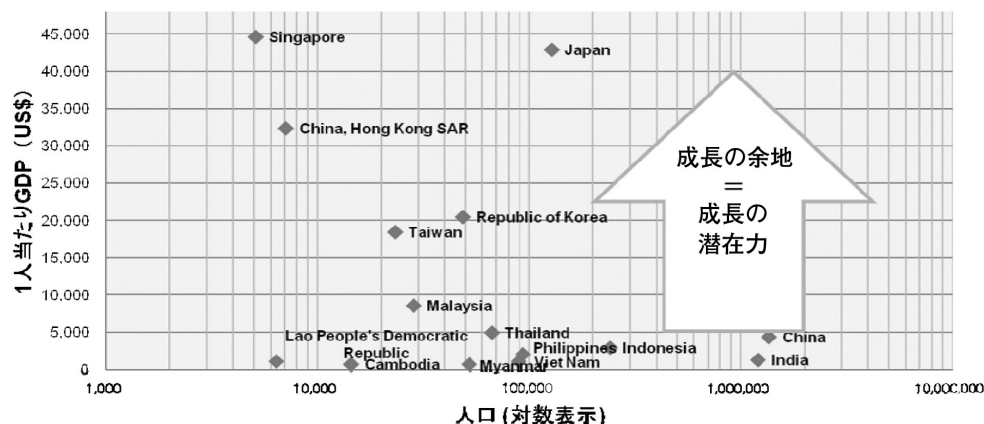 1人当たりGDP（US$）
45,000
40,000
35,000
30,000
25,000
20,000
15,000
10,000
5,000
0
Singapore
Japan
China, Hong Kong SAR
成長の余地
＝
成長の
潜在力
Republic of Korea
Taiwan
Malaysia
Lao People's Democratic
Republic
Thailand
Philippines
Indonesia
China
Cambodia
Myanmar
Viet Nam
India
1,000
10,000
100,000
1,000,000
10,000,000
人口 (対数表示)